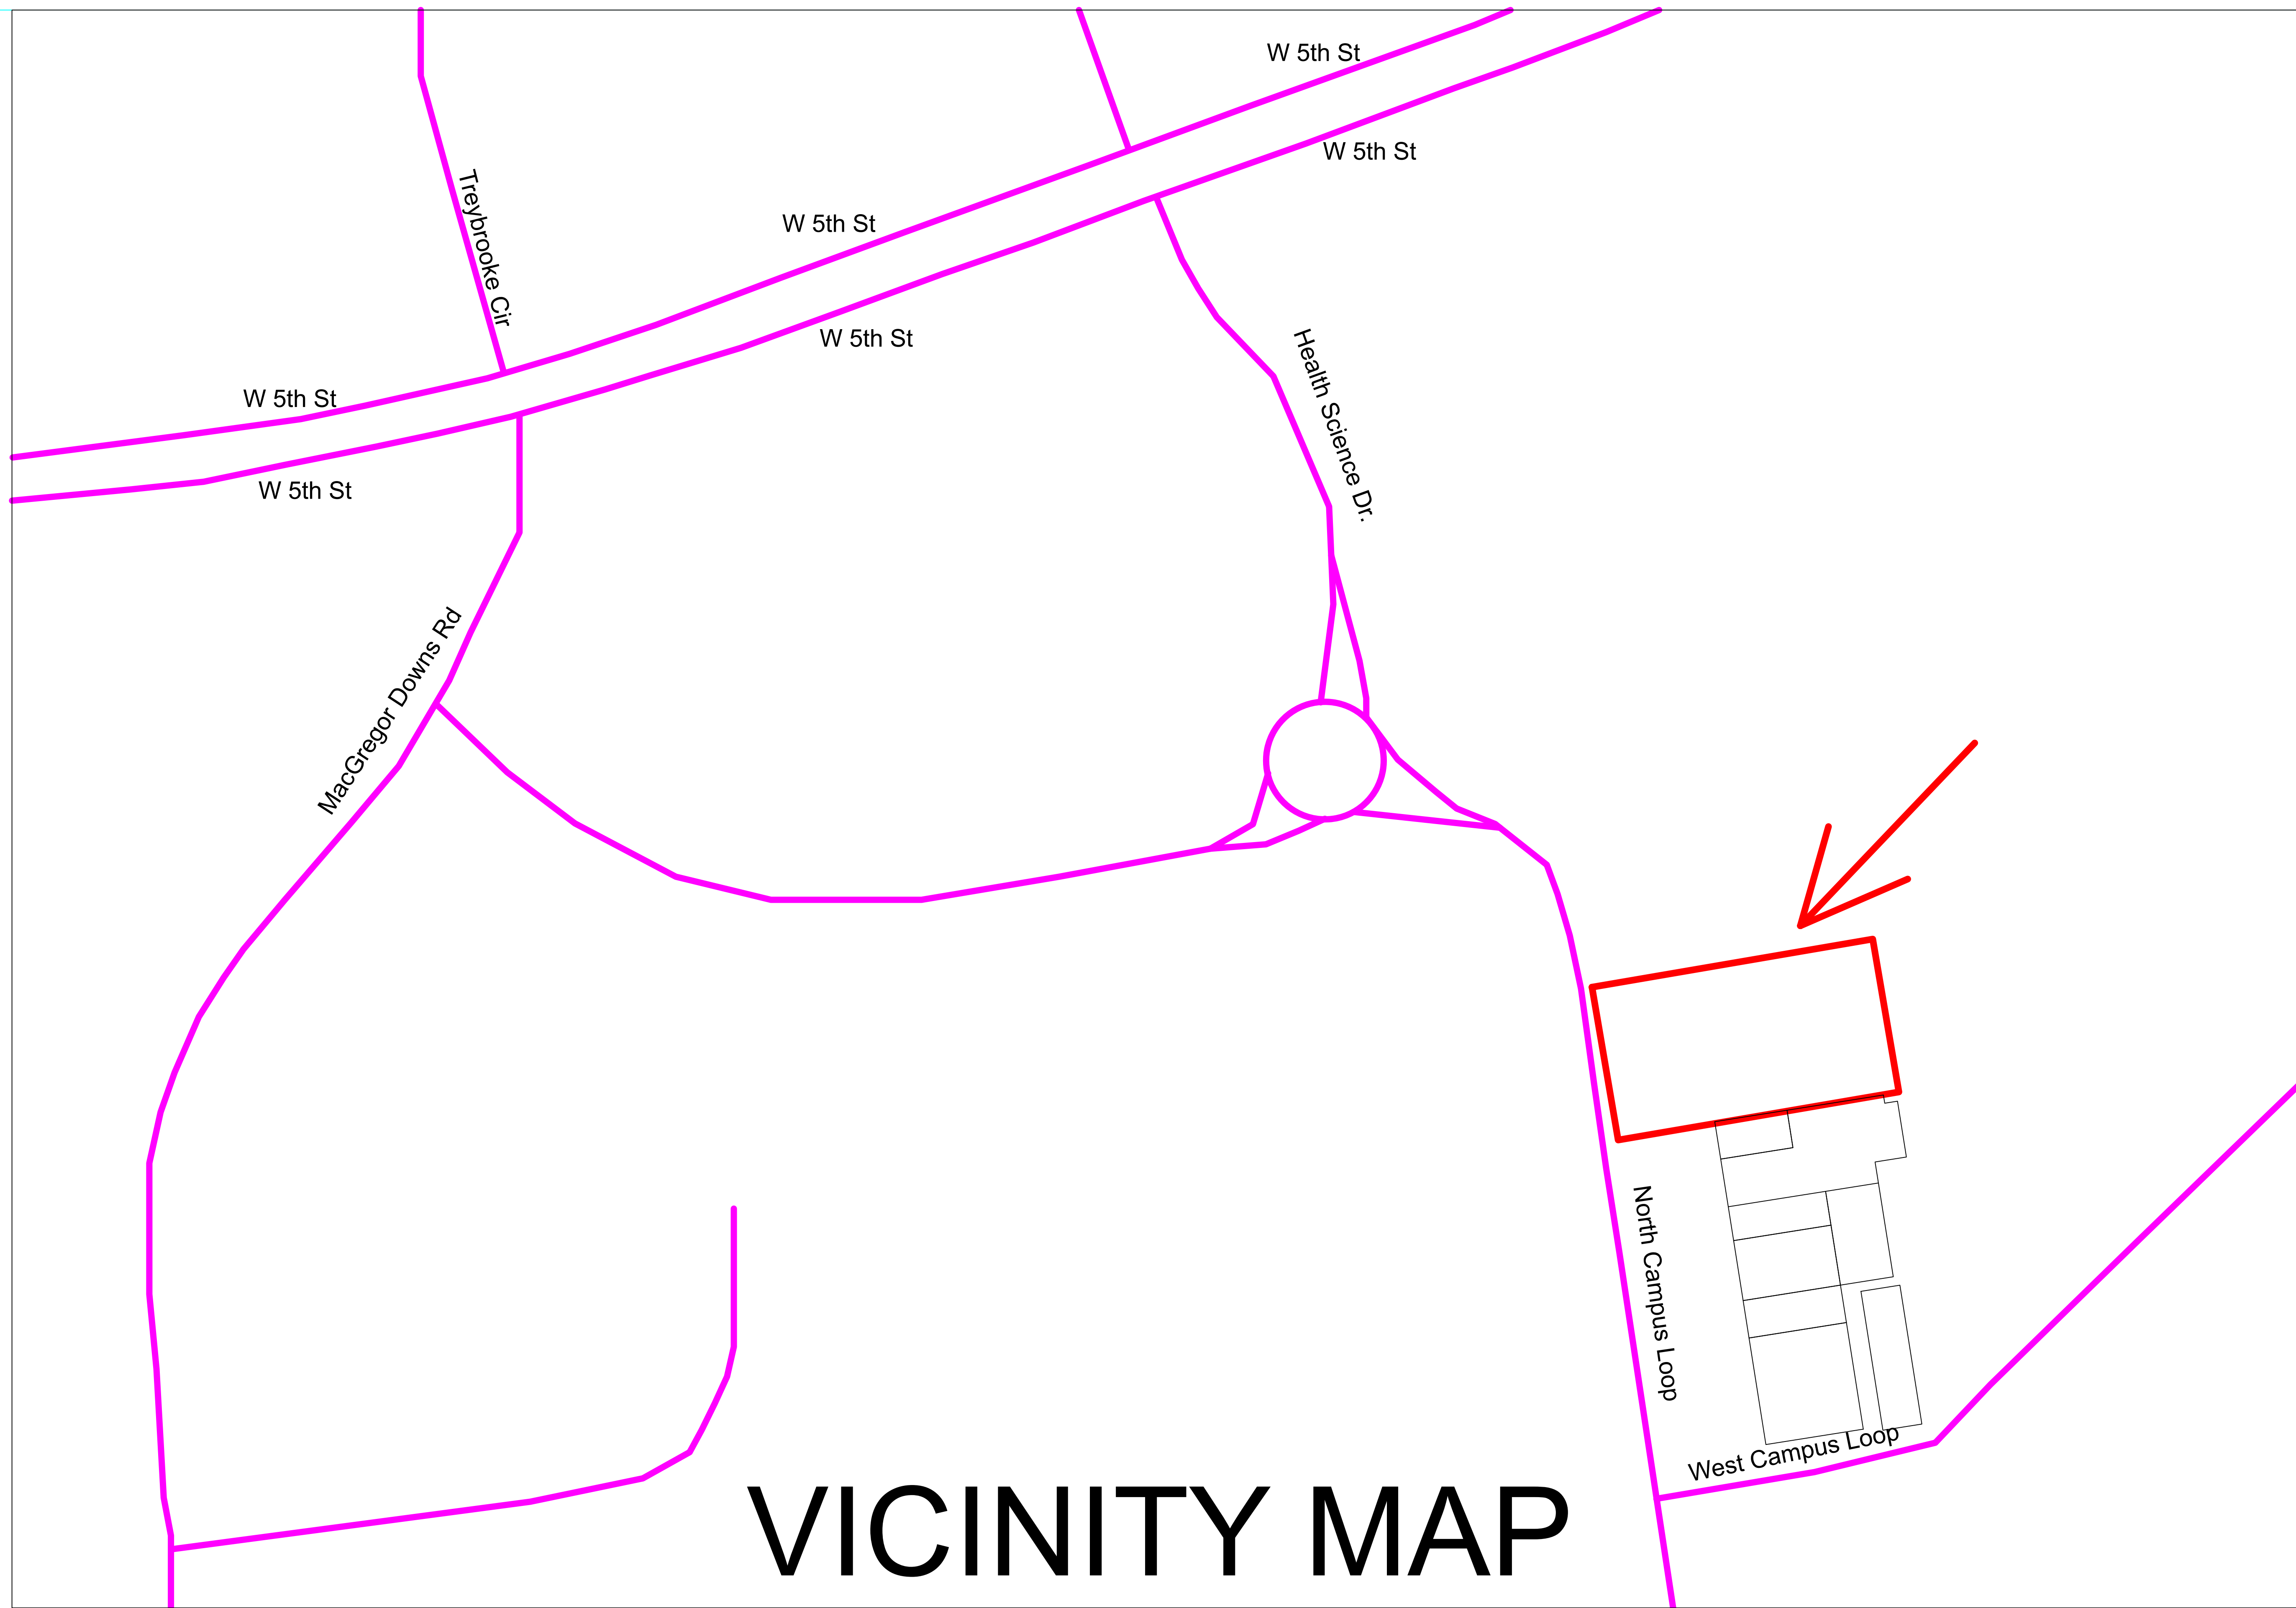 W 5th St
W 5th St
Treybrooke Cir
W 5th St
W 5th St
Health Science Dr.
W 5th St
W 5th St
MacGregor Downs Rd
North Campus Loop
West Campus Loop
VICINITY MAP